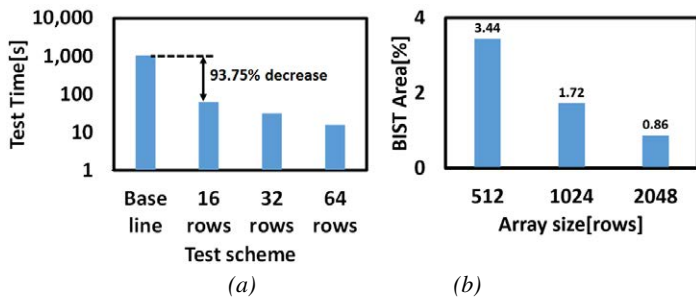 Test Time[s]
10,000
1,000
100
10
1
93.75% decrease
Base line
16 rows
32 rows
64 rows
Test scheme
(a)
BIST Area[%]
4
2
0
3.44
1.72
0.86
512
1024
2048
Array size[rows]
(b)